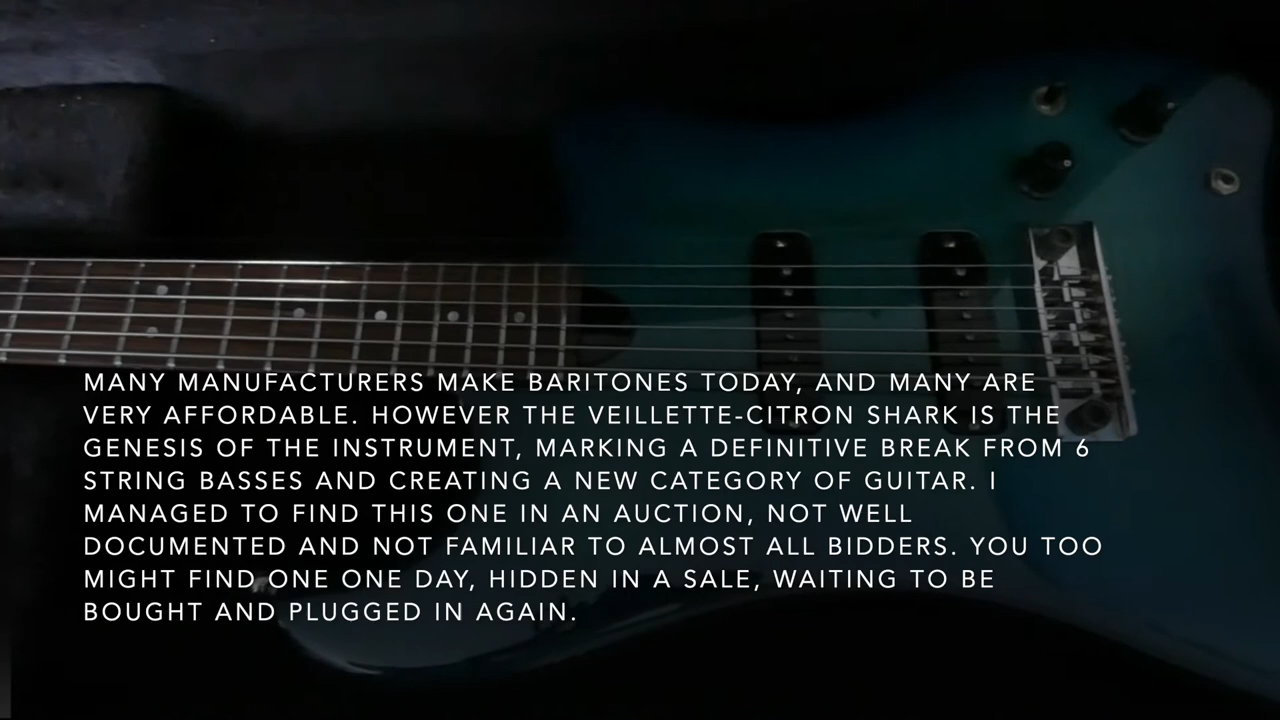 MANY MANUFACTURERS MAKE BARITONES TODAY, AND MANY ARE
VERY AFFORDABLE. HOWEVER THE VEILLETTE-CITRON SHARK IS THE
GENESIS OF THE INSTRUMENT, MARKING A DEFINITIVE BREAK FROM 6
STRING BASSES AND CREATING A NEW CATEGORY OF GUITAR. I
MANAGED TO FIND THIS ONE IN AN AUCTION, NOT WELL
DOCUMENTED AND NOT FAMILIAR TO ALMOST ALL BIDDERS. YOU TOO
MIGHT FIND ONE ONE DAY, HIDDEN IN A SALE, WAITING TO BE
BOUGHT AND PLUGGED IN AGAIN.